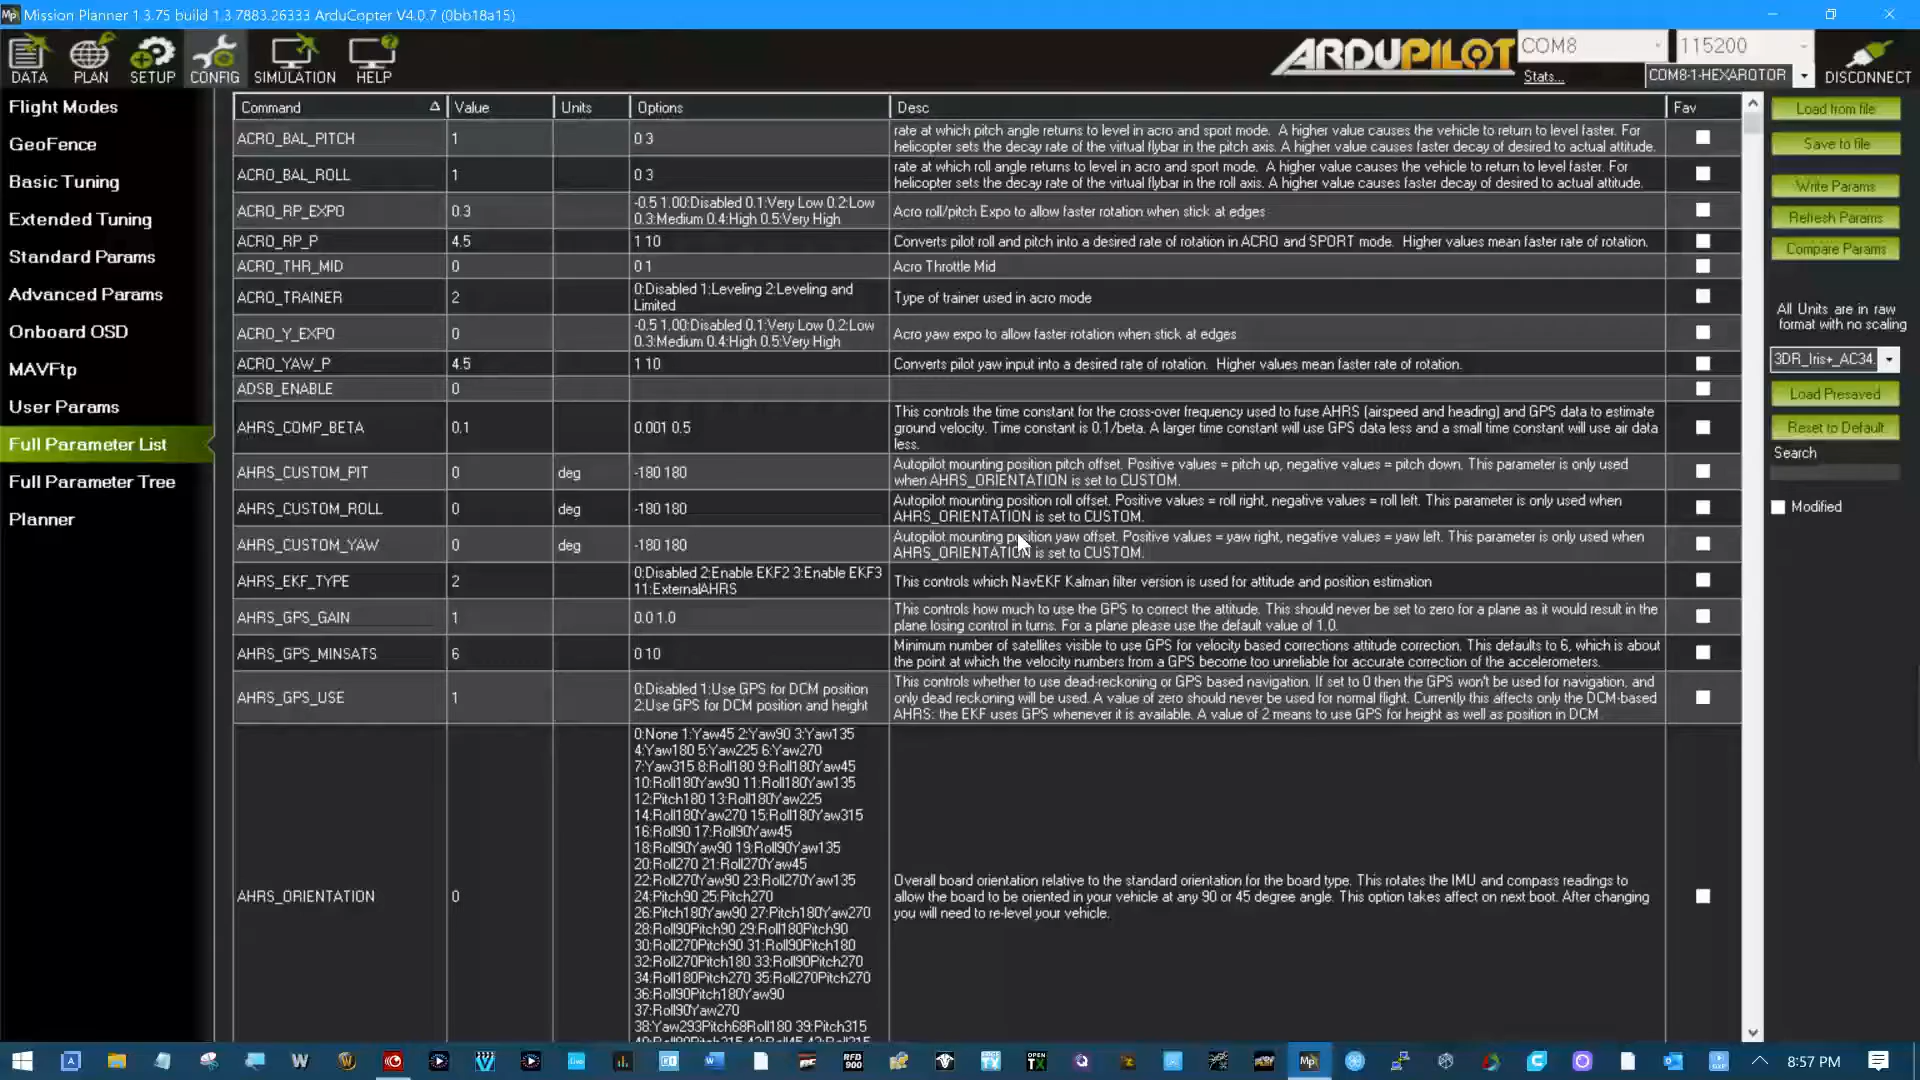 Mission Planner 1.3.75 build 1.3.7883.26333 ArduCopter V4.0.7 (0bb18a15)
DATA
PLAN
SETUP
CONFIG
SIMULATION
HELP
ARDUPILOT
COM8
115200
Stats...
COM8-1-HEXAROTOR
DISCONNECT
Flight Modes
GeoFence
Basic Tuning
Extended Tuning
Standard Params
Advanced Params
Onboard OSD
MAVFtp
User Params
Full Parameter List
Full Parameter Tree
Planner
Command Value Units Options Desc Fav
ACRO_BAL_PITCH 1 0 3
rate at which pitch angle returns to level in acro and sport mode.  A higher value causes the vehicle to return to level faster. For
helicopter sets the decay rate of the virtual flybar in the pitch axis. A higher value causes faster decay of desired to actual attitude.
ACRO_BAL_ROLL 1 0 3
rate at which roll angle returns to level in acro and sport mode.  A higher value causes the vehicle to return to level faster. For
helicopter sets the decay rate of the virtual flybar in the roll axis. A higher value causes faster decay of desired to actual attitude.
ACRO_RP_EXPO 0.3
-0.5 1.00:Disabled 0.1:Very Low 0.2:Low
0.3:Medium 0.4:High 0.5:Very High
Acro roll/pitch Expo to allow faster rotation when stick at edges
ACRO_RP_P 4.5 1 10 Converts pilot roll and pitch into a desired rate of rotation in ACRO and SPORT mode.  Higher values mean faster rate of rotation.
ACRO_THR_MID 0 0 1 Acro Throttle Mid
ACRO_TRAINER 2
0:Disabled 1:Leveling 2:Leveling and
Limited
Type of trainer used in acro mode
ACRO_Y_EXPO 0
-0.5 1.00:Disabled 0.1:Very Low 0.2:Low
0.3:Medium 0.4:High 0.5:Very High
Acro yaw expo to allow faster rotation when stick at edges
ACRO_YAW_P 4.5 1 10 Converts pilot yaw input into a desired rate of rotation.  Higher values mean faster rate of rotation.
ADSB_ENABLE 0
AHRS_COMP_BETA 0.1 0.001 0.5
This controls the time constant for the cross-over frequency used to fuse AHRS (airspeed and heading) and GPS data to estimate
ground velocity. Time constant is 0.1/beta. A larger time constant will use GPS data less and a small time constant will use air data
less.
AHRS_CUSTOM_PIT 0 deg -180 180
Autopilot mounting position pitch offset. Positive values = pitch up, negative values = pitch down. This parameter is only used
when AHRS_ORIENTATION is set to CUSTOM.
AHRS_CUSTOM_ROLL 0 deg -180 180
Autopilot mounting position roll offset. Positive values = roll right, negative values = roll left. This parameter is only used when
AHRS_ORIENTATION is set to CUSTOM.
AHRS_CUSTOM_YAW 0 deg -180 180
Autopilot mounting position yaw offset. Positive values = yaw right, negative values = yaw left. This parameter is only used when
AHRS_ORIENTATION is set to CUSTOM.
AHRS_EKF_TYPE 2
0:Disabled 2:Enable EKF2 3:Enable EKF3
11:ExternalAHRS
This controls which NavEKF Kalman filter version is used for attitude and position estimation
AHRS_GPS_GAIN 1 0.0 1.0
This controls how much to use the GPS to correct the attitude. This should never be set to zero for a plane as it would result in the
plane losing control in turns. For a plane please use the default value of 1.0.
AHRS_GPS_MINSATS 6 0 10
Minimum number of satellites visible to use GPS for velocity based corrections attitude correction. This defaults to 6, which is about
the point at which the velocity numbers from a GPS become too unreliable for accurate correction of the accelerometers.
AHRS_GPS_USE 1
0:Disabled 1:Use GPS for DCM position
2:Use GPS for DCM position and height
This controls whether to use dead-reckoning or GPS based navigation. If set to 0 then the GPS won't be used for navigation, and
only dead reckoning will be used. A value of zero should never be used for normal flight. Currently this affects only the DCM-based
AHRS: the EKF uses GPS whenever it is available. A value of 2 means to use GPS for height as well as position in DCM.
AHRS_ORIENTATION 0
0:None 1:Yaw45 2:Yaw90 3:Yaw135
4:Yaw180 5:Yaw225 6:Yaw270
7:Yaw315 8:Roll180 9:Roll180Yaw45
10:Roll180Yaw90 11:Roll180Yaw135
12:Pitch180 13:Roll180Yaw225
14:Roll180Yaw270 15:Roll180Yaw315
16:Roll90 17:Roll90Yaw45
18:Roll90Yaw90 19:Roll90Yaw135
20:Roll270 21:Roll270Yaw45
22:Roll270Yaw90 23:Roll270Yaw135
24:Pitch90 25:Pitch270
26:Pitch180Yaw90 27:Pitch180Yaw270
28:Roll90Pitch90 29:Roll180Pitch90
30:Roll270Pitch90 31:Roll90Pitch180
32:Roll270Pitch180 33:Roll90Pitch270
34:Roll180Pitch270 35:Roll270Pitch270
36:Roll90Pitch180Yaw90
37:Roll90Yaw270
38:Yaw293Pitch68Roll180 39:Pitch315
Overall board orientation relative to the standard orientation for the board type. This rotates the IMU and compass readings to
allow the board to be oriented in your vehicle at any 90 or 45 degree angle. This option takes affect on next boot. After changing
you will need to re-level your vehicle.
Load from file
Save to file
Write Params
Refresh Params
Compare Params
All Units are in raw
format with no scaling
3DR_Iris+_AC34.
Load Presaved
Reset to Default
Search
Modified
RFD
900
OPEN
TX
Mp
8:57 PM